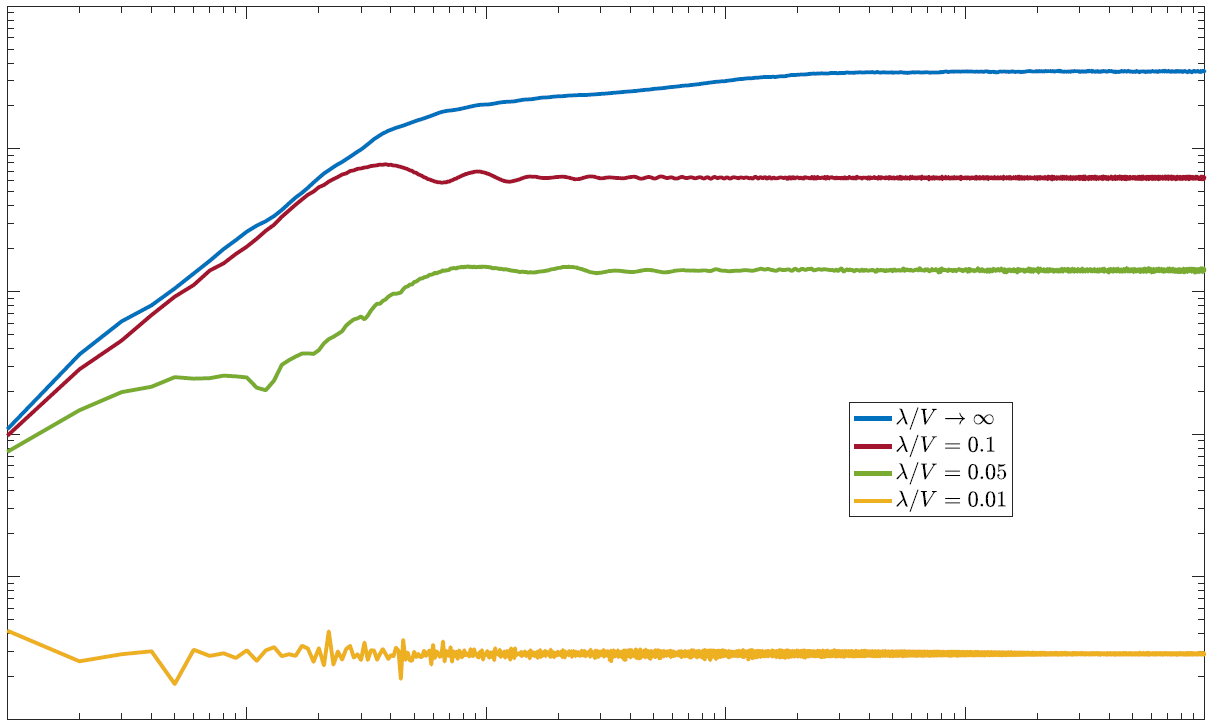 λ/V → ∞
λ/V = 0.1
λ/V = 0.05
λ/V = 0.01